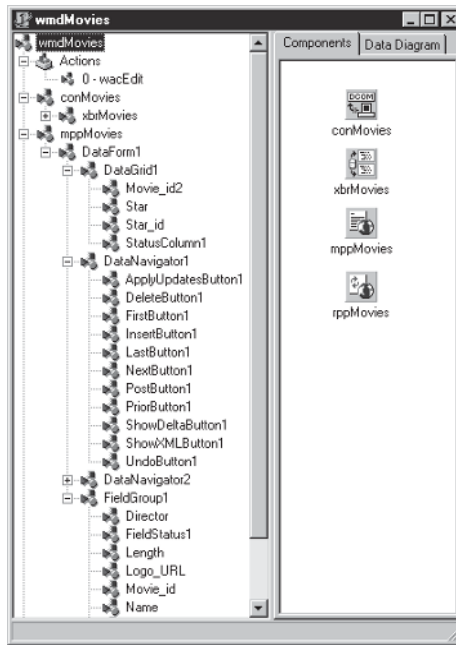 wmdMovies
wmdMovies
Actions
0 - wacEdit
conMovies
xbrMovies
mppMovies
DataForm1
DataGrid1
Movie_id2
Star
Star_id
StatusColumn1
DataNavigator1
ApplyUpdatesButton1
DeleteButton1
FirstButton1
InsertButton1
LastButton1
NextButton1
PostButton1
PriorButton1
ShowDeltaButton1
ShowXMLButton1
UndoButton1
DataNavigator2
FieldGroup1
Director
FieldStatus1
Length
Logo_URL
Movie_id
Name
Components Data Diagram
DCOM
conMovies
xbrMovies
mppMovies
rppMovies